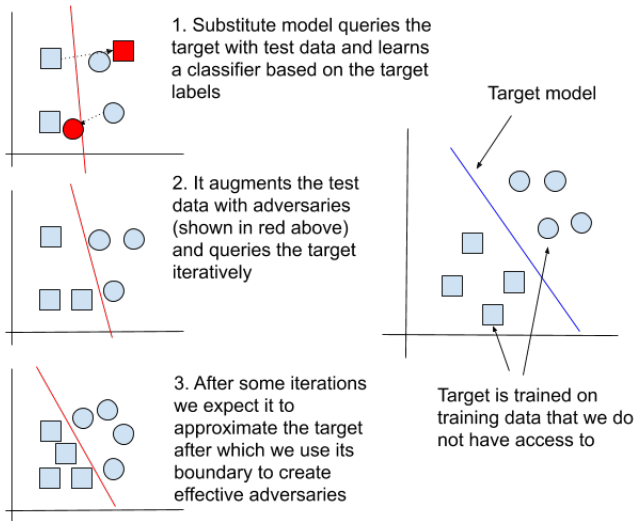 1. Substitute model queries the
target with test data and learns
a classifier based on the target
labels
2. It augments the test
data with adversaries
(shown in red above)
and queries the target
iteratively
3. After some iterations
we expect it to
approximate the target
after which we use its
boundary to create
effective adversaries
Target model
Target is trained on
training data that we do
not have access to